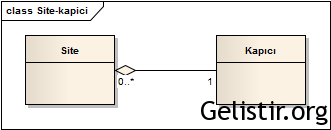 class Site-kapici
Site
Kapıcı
0..*
1
Gelistir.org